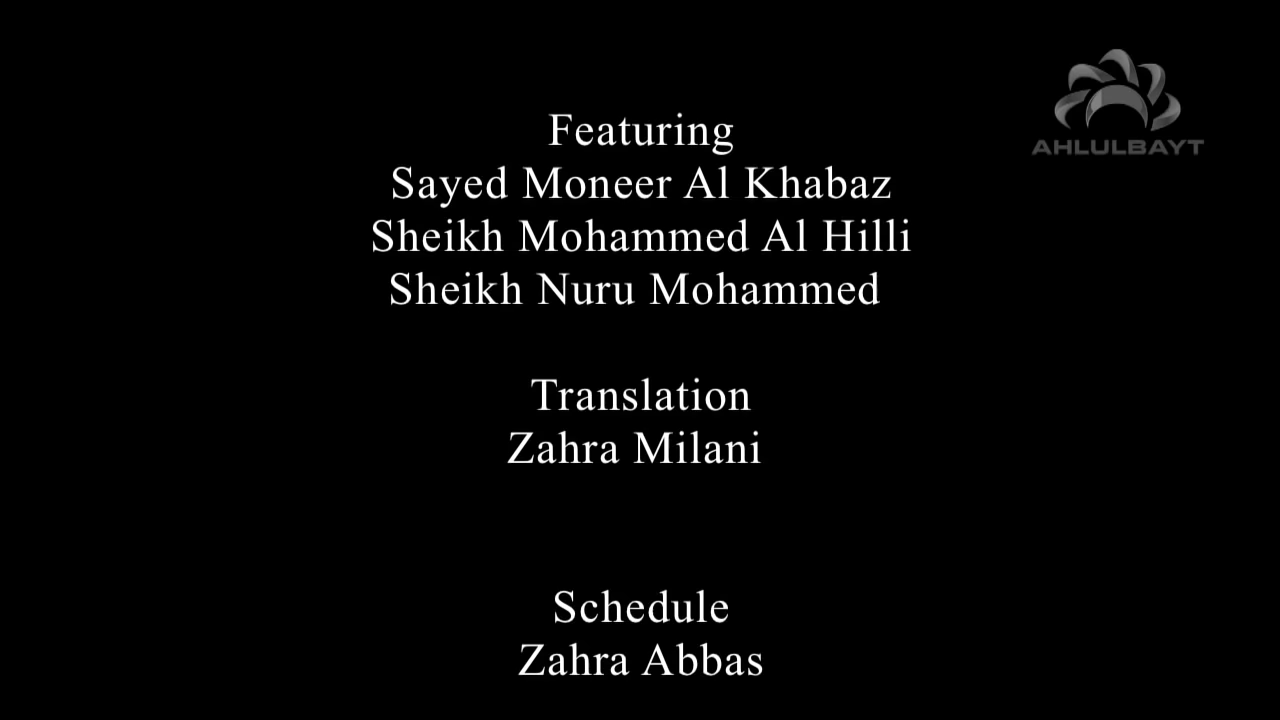 AHLULBAYT
Featuring
Sayed Moneer Al Khabaz
Sheikh Mohammed Al Hilli
Sheikh Nuru Mohammed
Translation
Zahra Milani
Schedule
Zahra Abbas